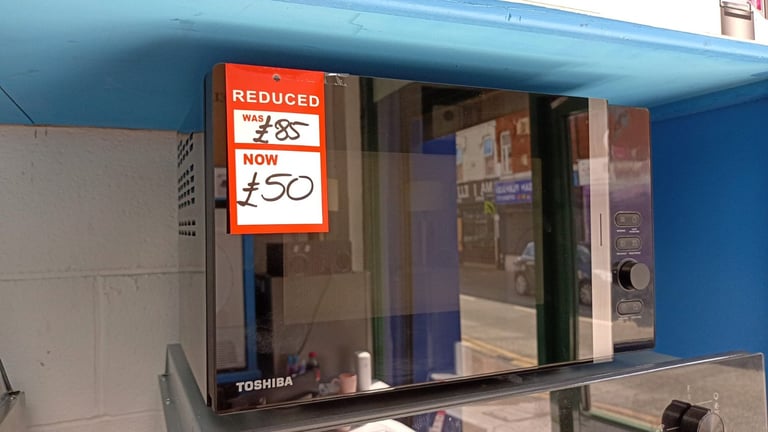 REDUCED
WAS £85
NOW
£50
TOSHIBA